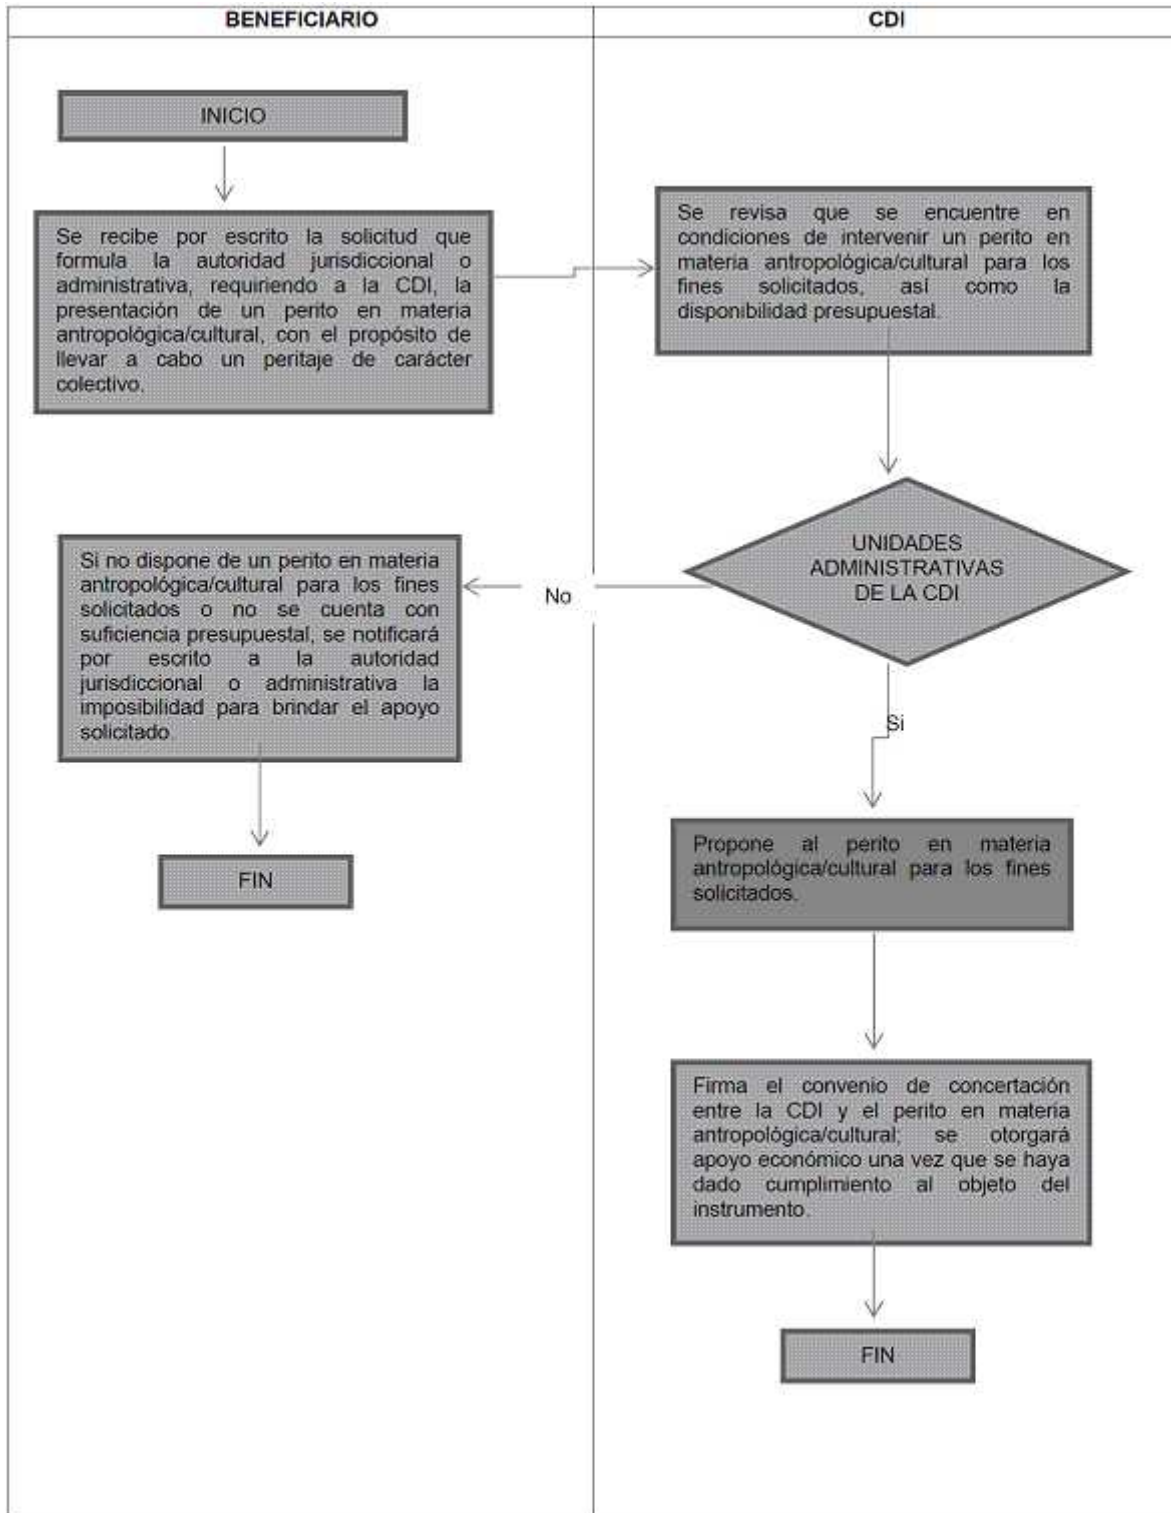 BENEFICIARIO
CDI
INICIO
Se recibe por escrito la solicitud que
formula la autoridad jurisdiccional o
administrativa, requiriendo a la CDI, la
presentación de un perito en materia
antropológica/cultural, con el propósito de
llevar a cabo un peritaje de carácter
colectivo.
Se revisa que se encuentre en
condiciones de intervenir un perito en
materia antropológica/cultural para los
fines solicitados, así como la
disponibilidad presupuestal.
UNIDADES
ADMINISTRATIVAS
DE LA CDI
No
Si no dispone de un perito en materia
antropológica/cultural para los fines
solicitados o no se cuenta con
suficiencia presupuestal, se notificará
por escrito a la autoridad
jurisdiccional o administrativa la
imposibilidad para brindar el apoyo
solicitado.
FIN
Si
Propone al perito en materia
antropológica/cultural para los fines
solicitados.
Firma el convenio de concertación
entre la CDI y el perito en materia
antropológica/cultural; se otorgará
apoyo económico una vez que se haya
dado cumplimiento al objeto del
instrumento.
FIN